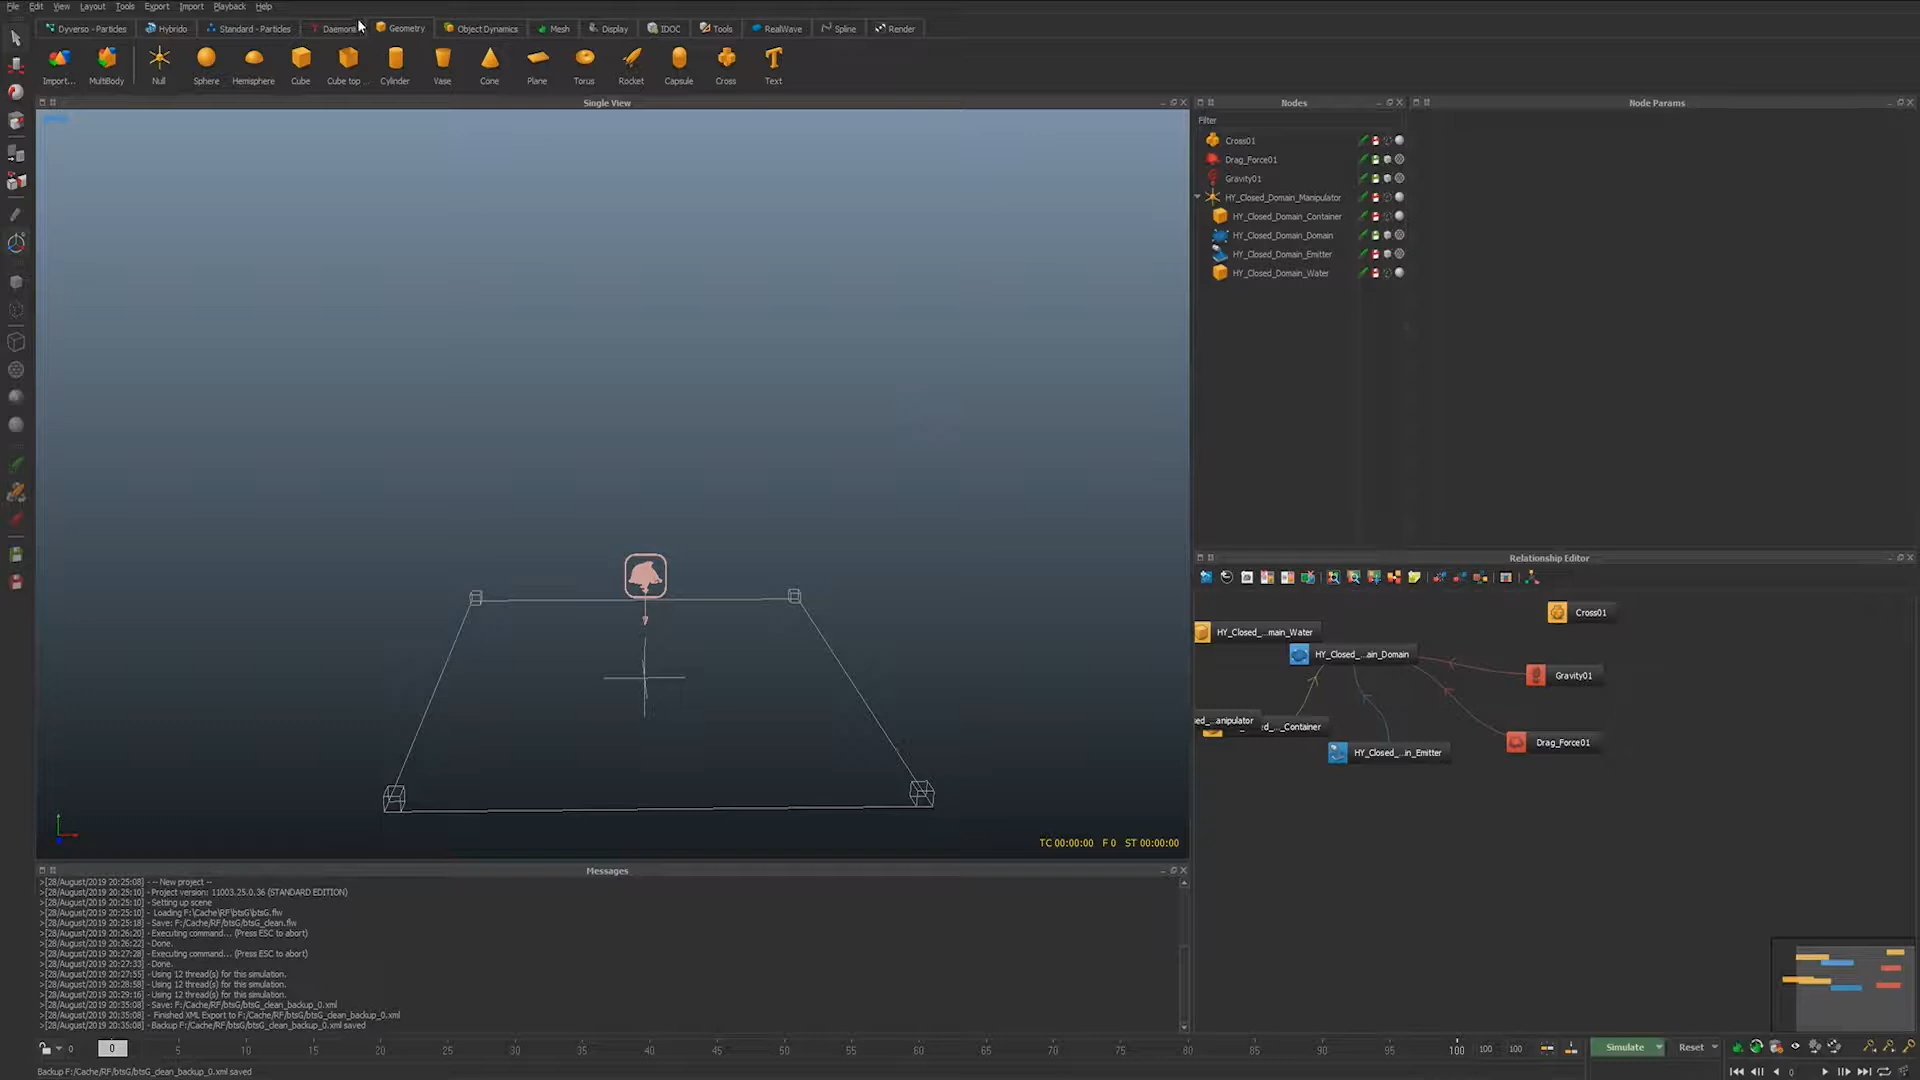 File Edit View Layout Tools Export Import Playback Help
Dyverso - Particles Hybrido Standard - Particles Daemons Geometry Object Dynamics Mesh Display IDOC Tools RealWave Spline Render
Import... MultiBody Null Sphere Hemisphere Cube Cube top ... Cylinder Vase Cone Plane Torus Rocket Capsule Cross Text
Single View
Nodes
Node Params
Filter
Cross01
Drag_Force01
Gravity01
HY_Closed_Domain_Manipulator
HY_Closed_Domain_Container
HY_Closed_Domain_Domain
HY_Closed_Domain_Emitter
HY_Closed_Domain_Water
TC 00:00:00 F 0 ST 00:00:00
Relationship Editor
Cross01
HY_Closed_...main_Water
HY_Closed_...ain_Domain
Gravity01
ed_...anipulator
d_..._Container
HY_Closed_...in_Emitter
Drag_Force01
Messages
>[28/August/2019 20:25:08] - -- New project --
>[28/August/2019 20:25:10] - Project version: 11003.25.0.36 (STANDARD EDITION)
>[28/August/2019 20:25:10] - Setting up scene
>[28/August/2019 20:25:10] - Loading F:\Cache\RF\btsG\btsG.flw
>[28/August/2019 20:25:18] - Save: F:/Cache/RF/btsG/btsG_clean.flw
>[28/August/2019 20:26:20] - Executing command... (Press ESC to abort)
>[28/August/2019 20:26:22] - Done.
>[28/August/2019 20:27:28] - Executing command... (Press ESC to abort)
>[28/August/2019 20:27:33] - Done.
>[28/August/2019 20:27:55] - Using 12 thread(s) for this simulation.
>[28/August/2019 20:28:58] - Using 12 thread(s) for this simulation.
>[28/August/2019 20:29:16] - Using 12 thread(s) for this simulation.
>[28/August/2019 20:35:08] - Save: F:/Cache/RF/btsG/btsG_clean_backup_0.xml
>[28/August/2019 20:35:08] - Finished XML Export to F:/Cache/RF/btsG/btsG_clean_backup_0.xml
>[28/August/2019 20:35:08] - Backup F:/Cache/RF/btsG/btsG_clean_backup_0.xml saved
0 0 5 10 15 20 25 30 35 40 45 50 55 60 65 70 75 80 85 90 95 100 100 100 Simulate Reset
Backup F:/Cache/RF/btsG/btsG_clean_backup_0.xml saved 0